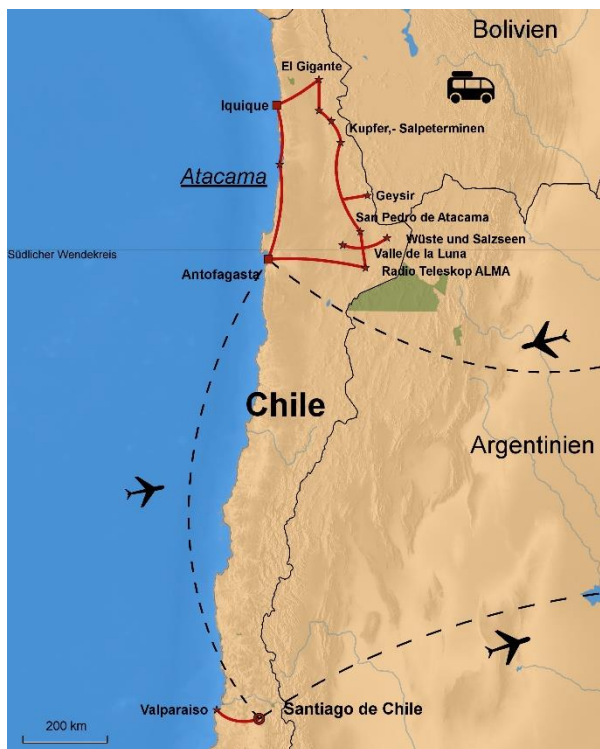 Bolivien
El Gigante
Iquique
Kupfer,- Salpeterminen
Atacama
Geysir
San Pedro de Atacama
Wüste und Salzseen
Südlicher Wendekreis
Valle de la Luna
Antofagasta
Radio Teleskop ALMA
Chile
Argentinien
Valparaiso
Santiago de Chile
200 km